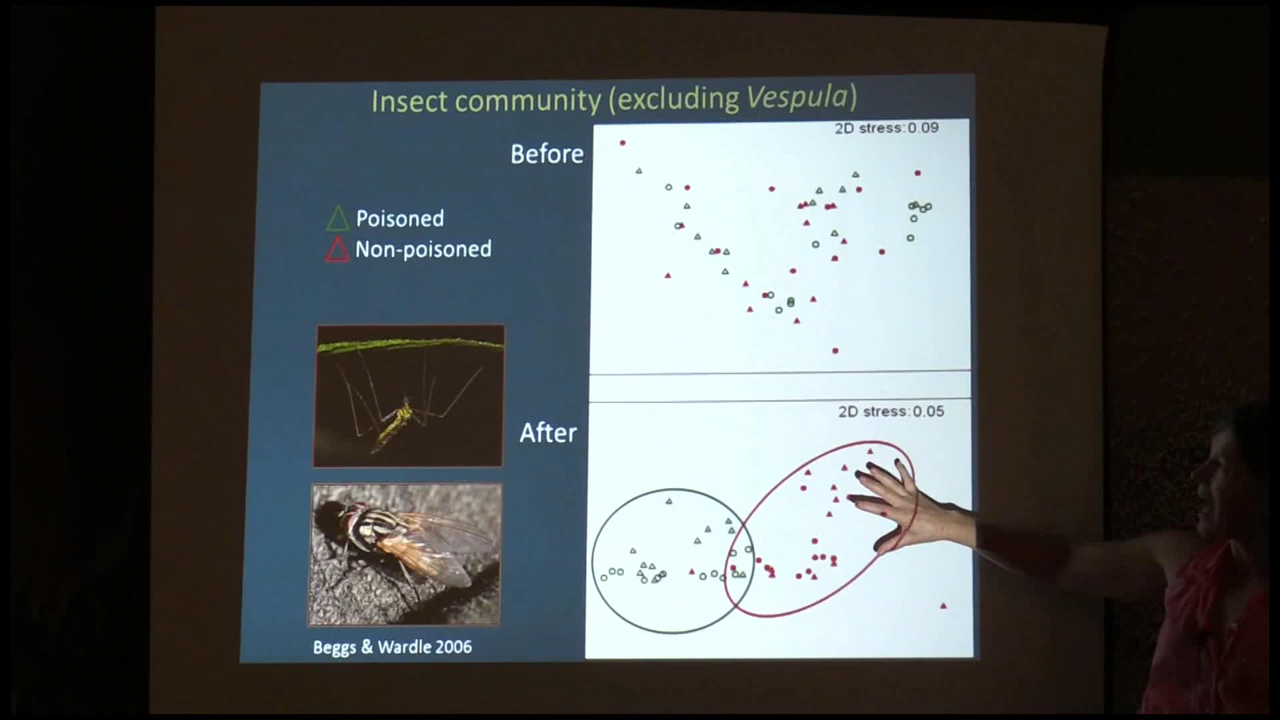 Insect community (excluding Vespula)
Before
2D stress: 0.09
Poisoned
Non-poisoned
After
2D stress: 0.05
Beggs & Wardle 2006